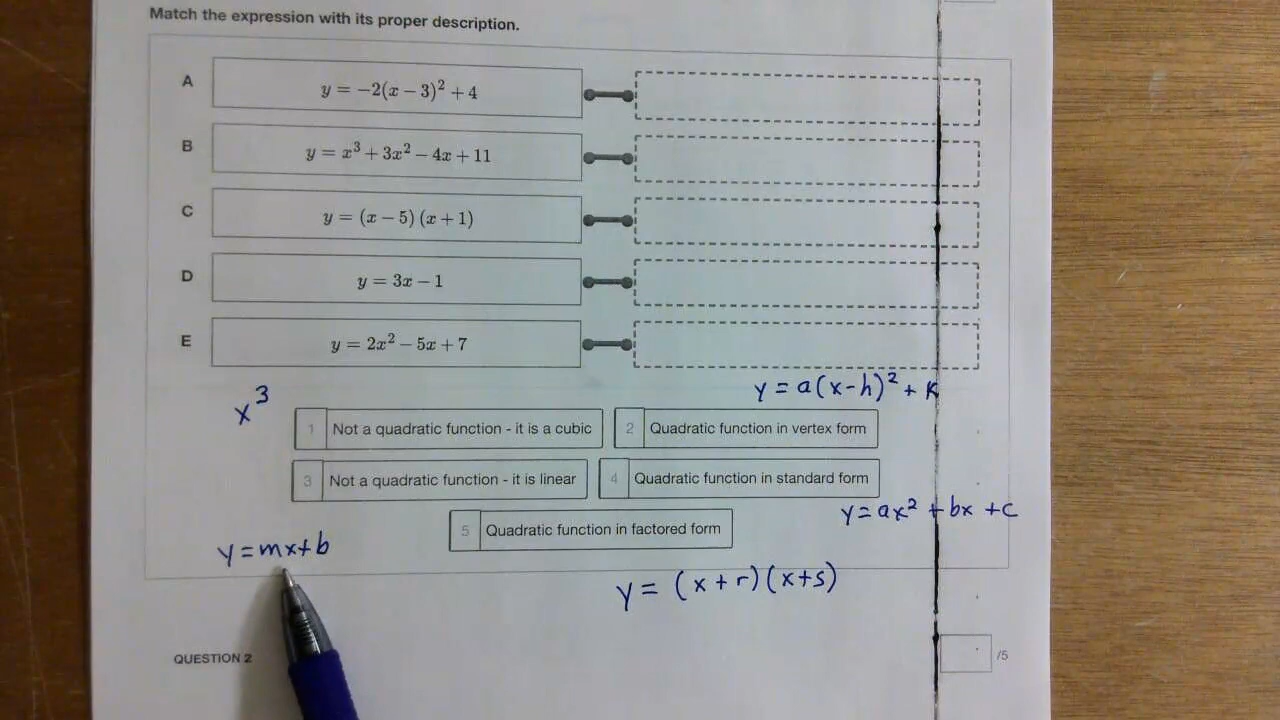 Match the expression with its proper description.
A y = −2(x − 3)² + 4
B y = x³ + 3x² − 4x + 11
C y = (x − 5) (x + 1)
D y = 3x − 1
E y = 2x² − 5x + 7
x³
y = a(x-h)² + k
1 Not a quadratic function - it is a cubic
2 Quadratic function in vertex form
3 Not a quadratic function - it is linear
4 Quadratic function in standard form
y = ax² + bx + c
5 Quadratic function in factored form
y = mx+b
y = (x+r)(x+s)
QUESTION 2
/5